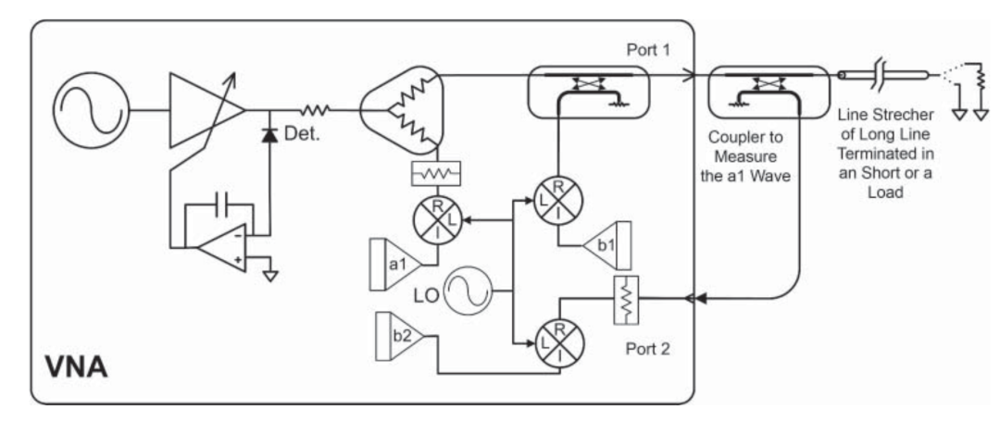 Port 1
Det.
Coupler to
Measure
the a1 Wave
Line Strecher
of Long Line
Terminated in
an Short or a
Load
R
L
I
R
L
I
a1
b1
LO
b2
R
L
I
Port 2
VNA
-
+